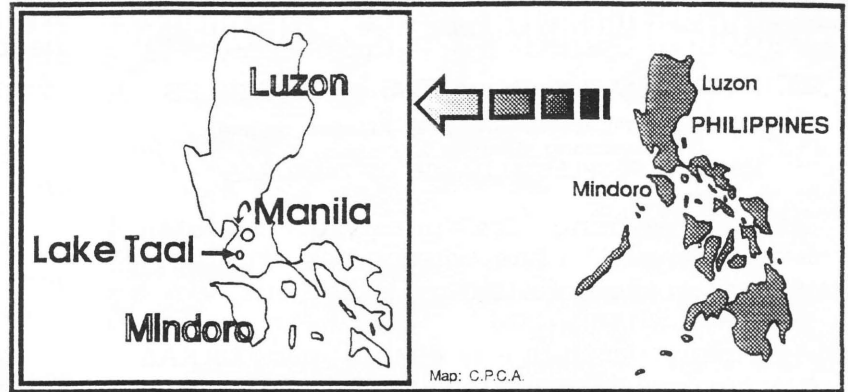 Luzon
Manila
Lake Taal
Mindoro
Luzon
PHILIPPINES
Mindoro
Map: C.P.C.A.